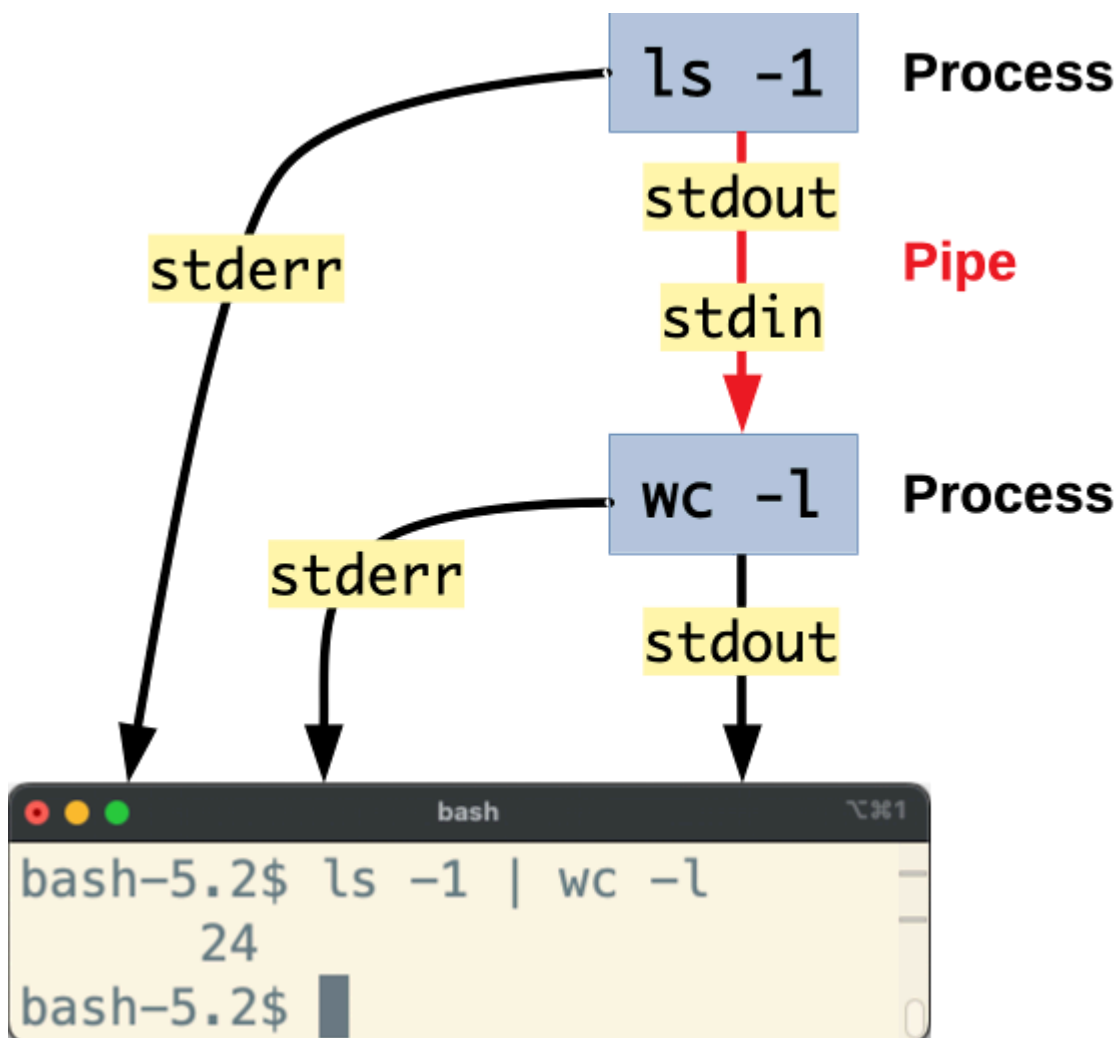 ls -1
Process
stdout
Pipe
stderr
stdin
wc -l
Process
stderr
stdout
bash
⌥⌘1
bash-5.2$ ls -1 | wc -l
24
bash-5.2$